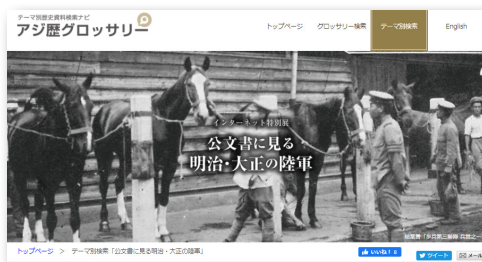 テーマ別歴史資料検索ナビ
アジ歴グロッサリー
トップページ グロッサリー検索 テーマ別検索 English
インターネット特別展
公文書に見る
明治・大正の陸軍
トップページ ＞ テーマ別検索「公文書に見る明治・大正の陸軍」
いいね！ 8
ツイート
メール